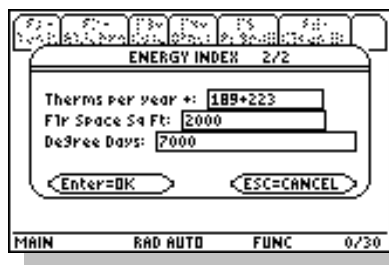 ENERGY INDEX 2/2
Therms per year +: 189+223
Flr Space Sq Ft: 2000
Degree Days: 7000
Enter=OK ESC=CANCEL
MAIN RAD AUTO FUNC 0/30